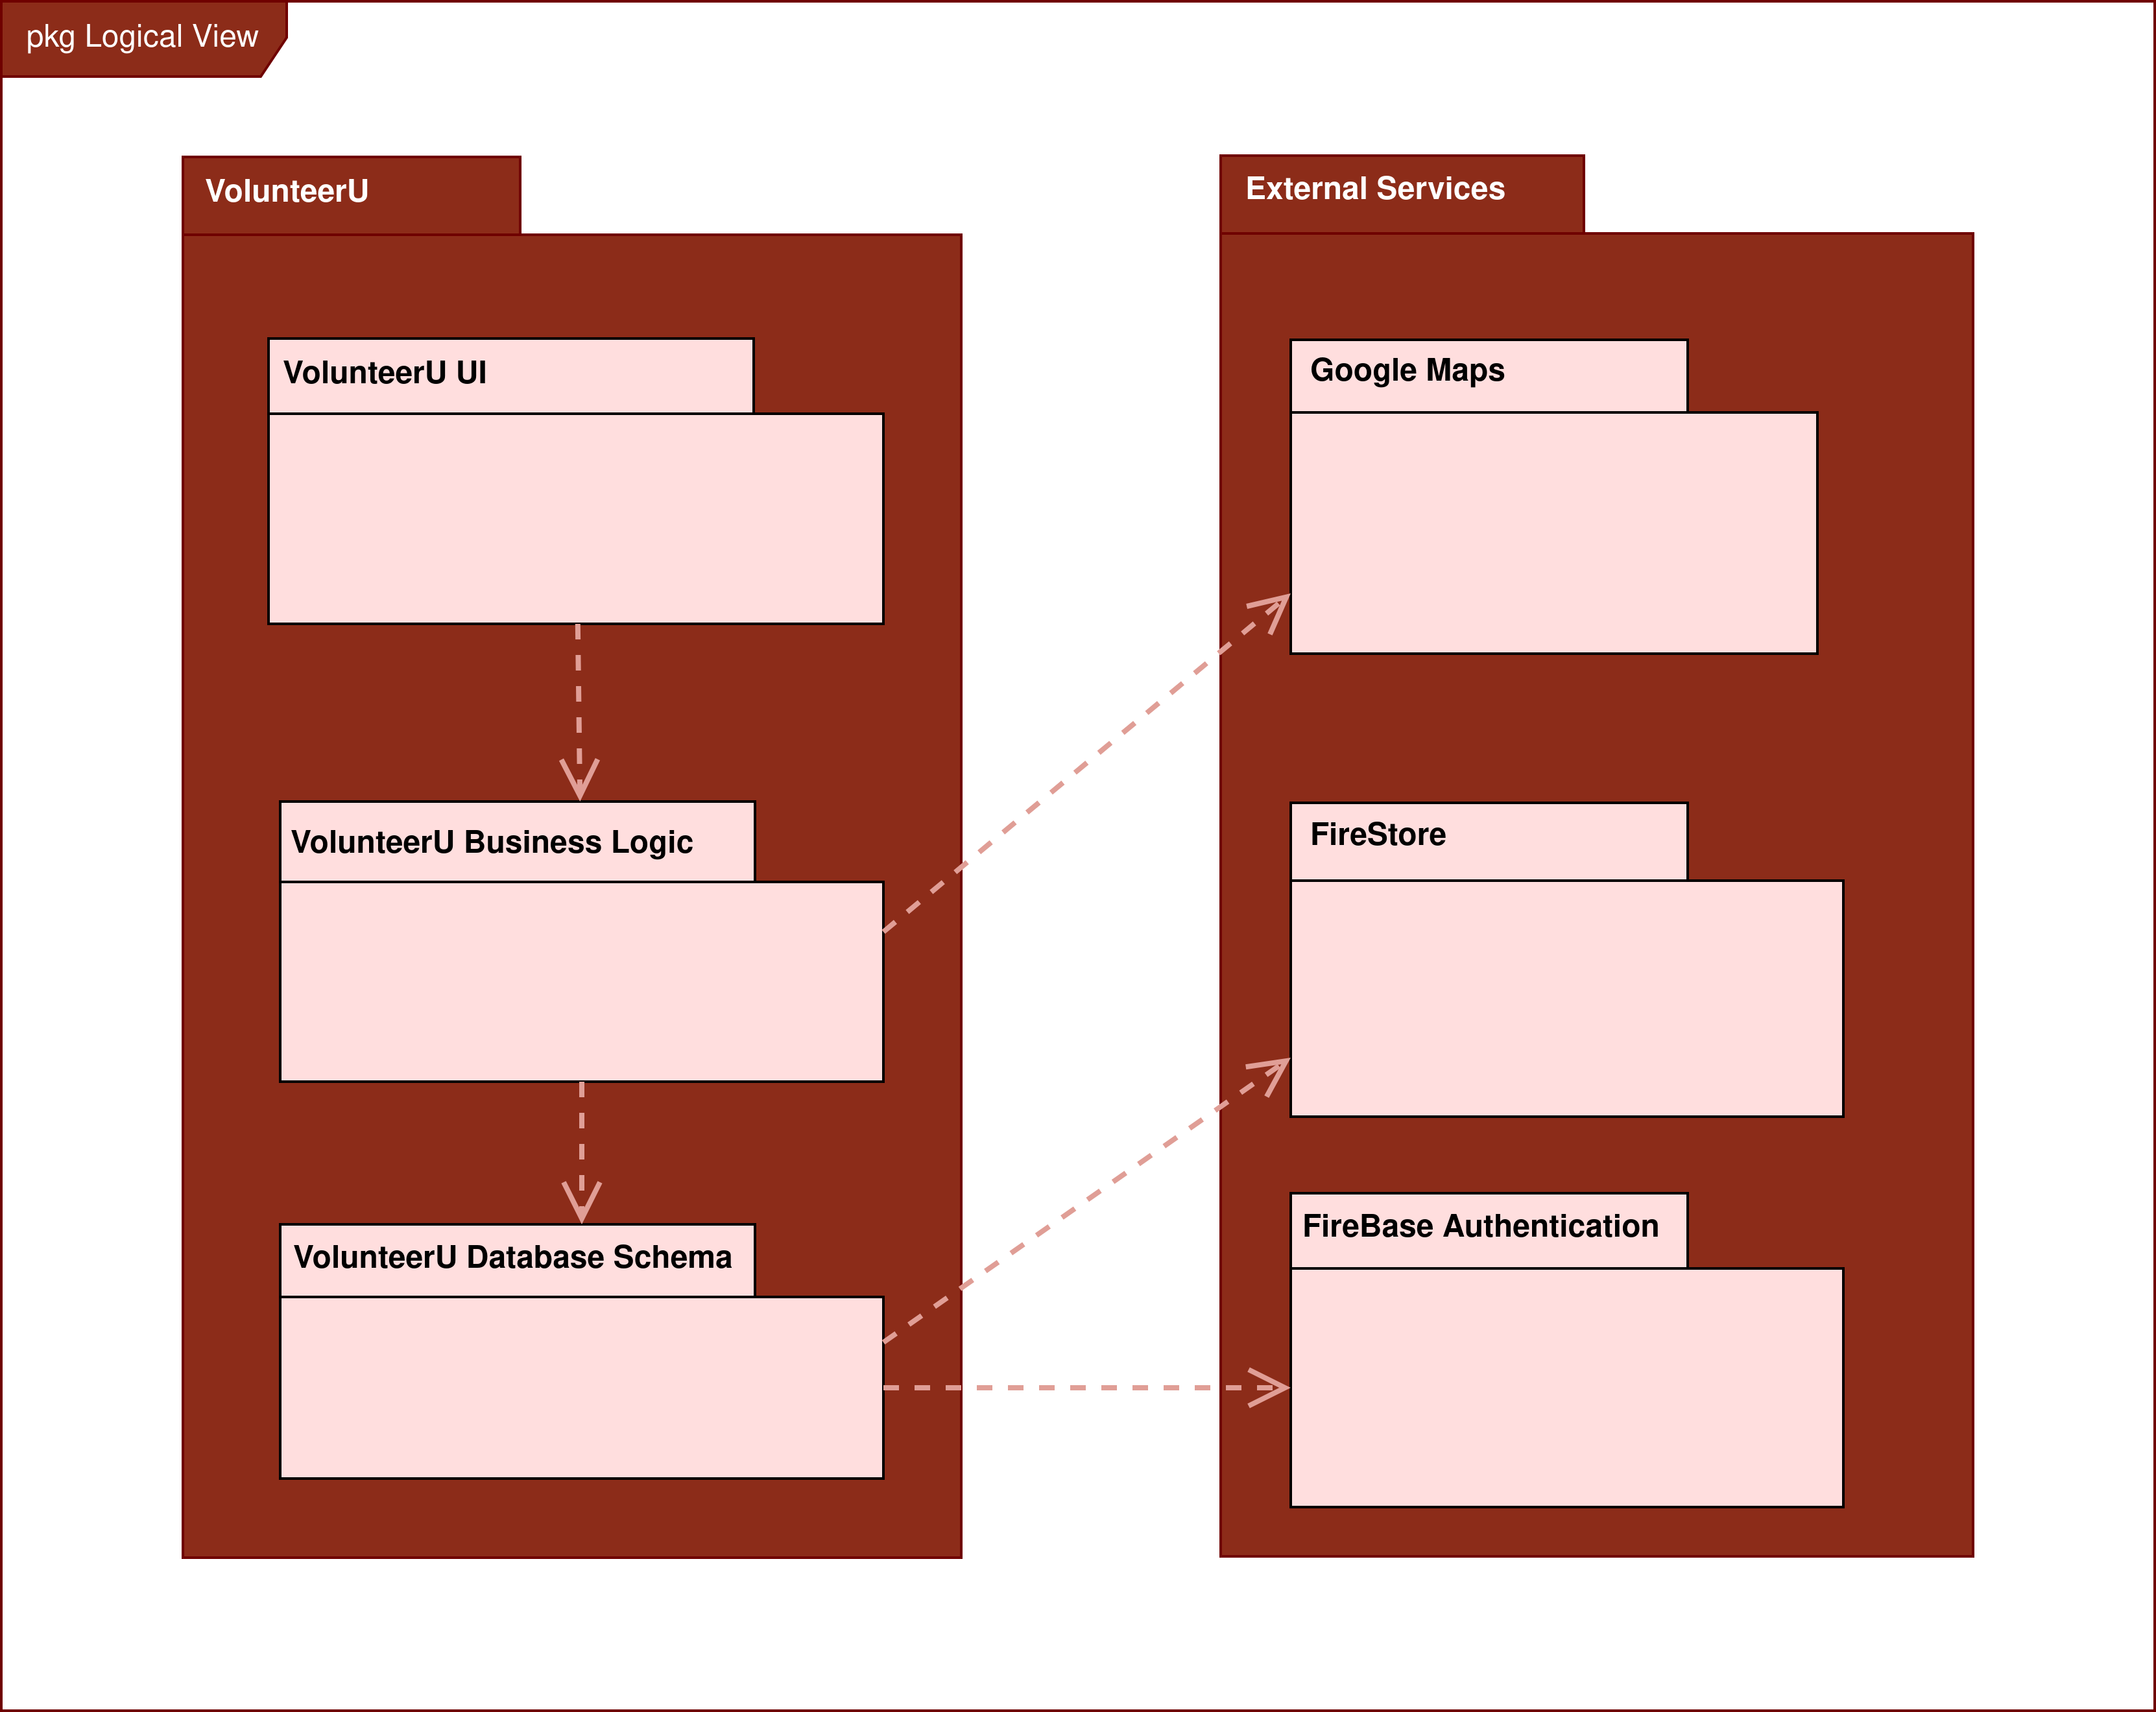 pkg Logical View
VolunteerU
VolunteerU UI
VolunteerU Business Logic
VolunteerU Database Schema
External Services
Google Maps
FireStore
FireBase Authentication